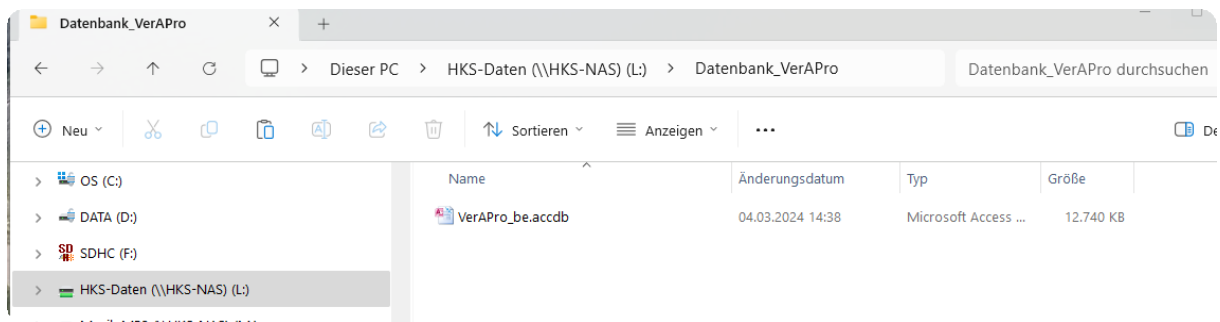 Datenbank_VerAPro
Dieser PC > HKS-Daten (\\HKS-NAS) (L:) > Datenbank_VerAPro
Datenbank_VerAPro durchsuchen
Neu
Sortieren
Anzeigen
De
OS (C:)
DATA (D:)
SDHC (F:)
HKS-Daten (\\HKS-NAS) (L:)
Name Änderungsdatum Typ Größe
VerAPro_be.accdb 04.03.2024 14:38 Microsoft Access ... 12.740 KB